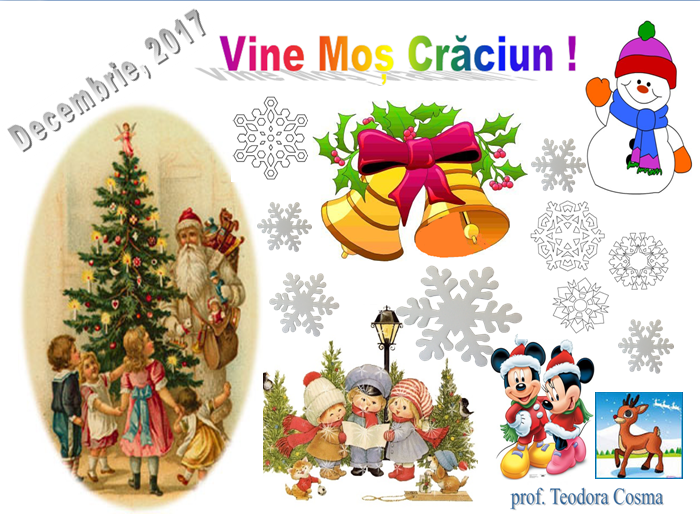 Decembrie, 2017
Vine Moș Crăciun !
prof. Teodora Cosma